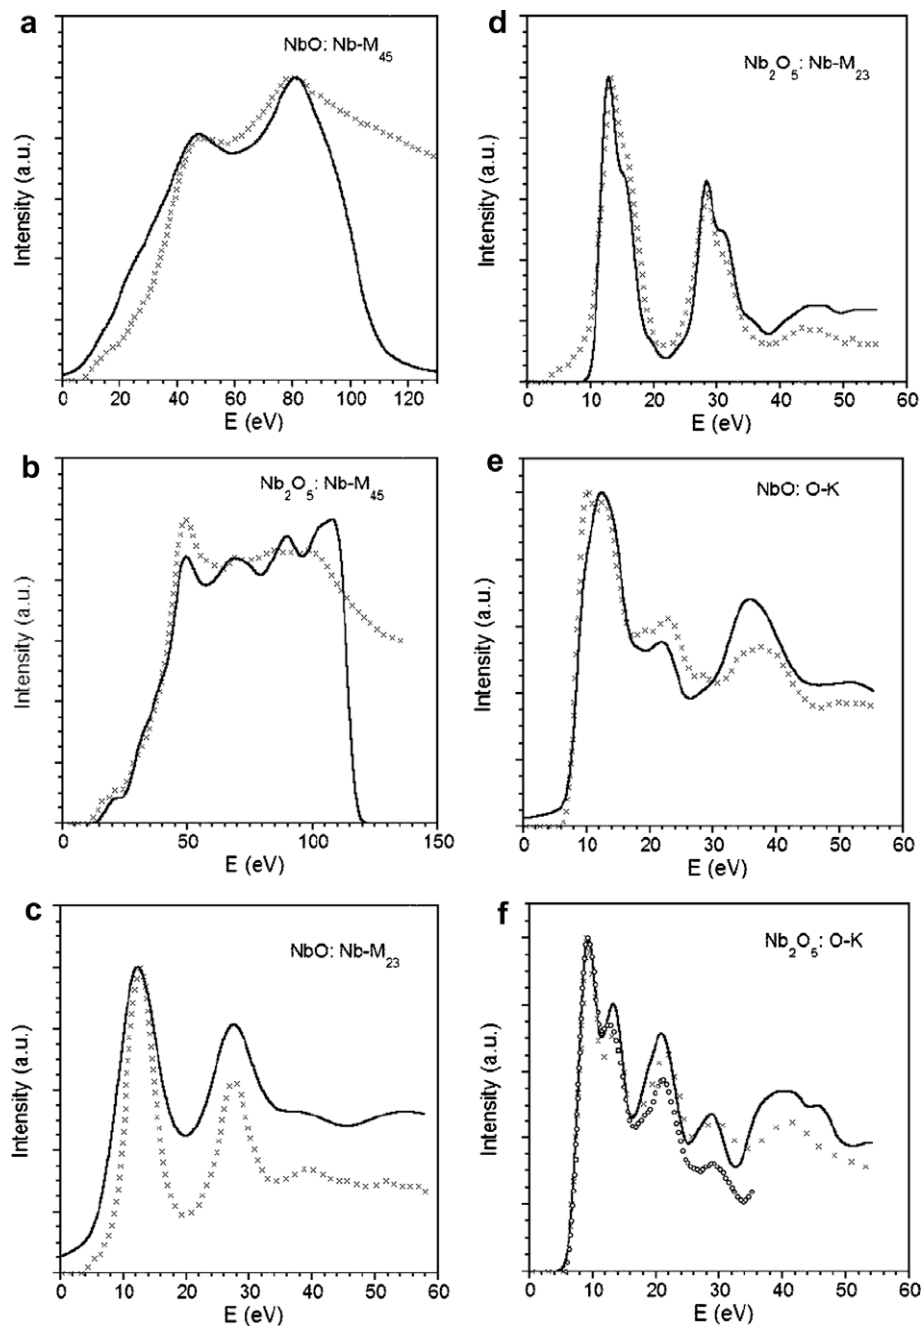 a
NbO: Nb-M45
Intensity (a.u.)
0 20 40 60 80 100 120
E (eV)
d
Nb2O5: Nb-M23
Intensity (a.u.)
0 10 20 30 40 50 60
E (eV)
b
Nb2O5: Nb-M45
Intensity (a.u.)
0 50 100 150
E (eV)
e
NbO: O-K
Intensity (a.u.)
0 10 20 30 40 50 60
E (eV)
c
NbO: Nb-M23
Intensity (a.u.)
0 10 20 30 40 50 60
E (eV)
f
Nb2O5: O-K
Intensity (a.u.)
0 10 20 30 40 50 60
E (eV)